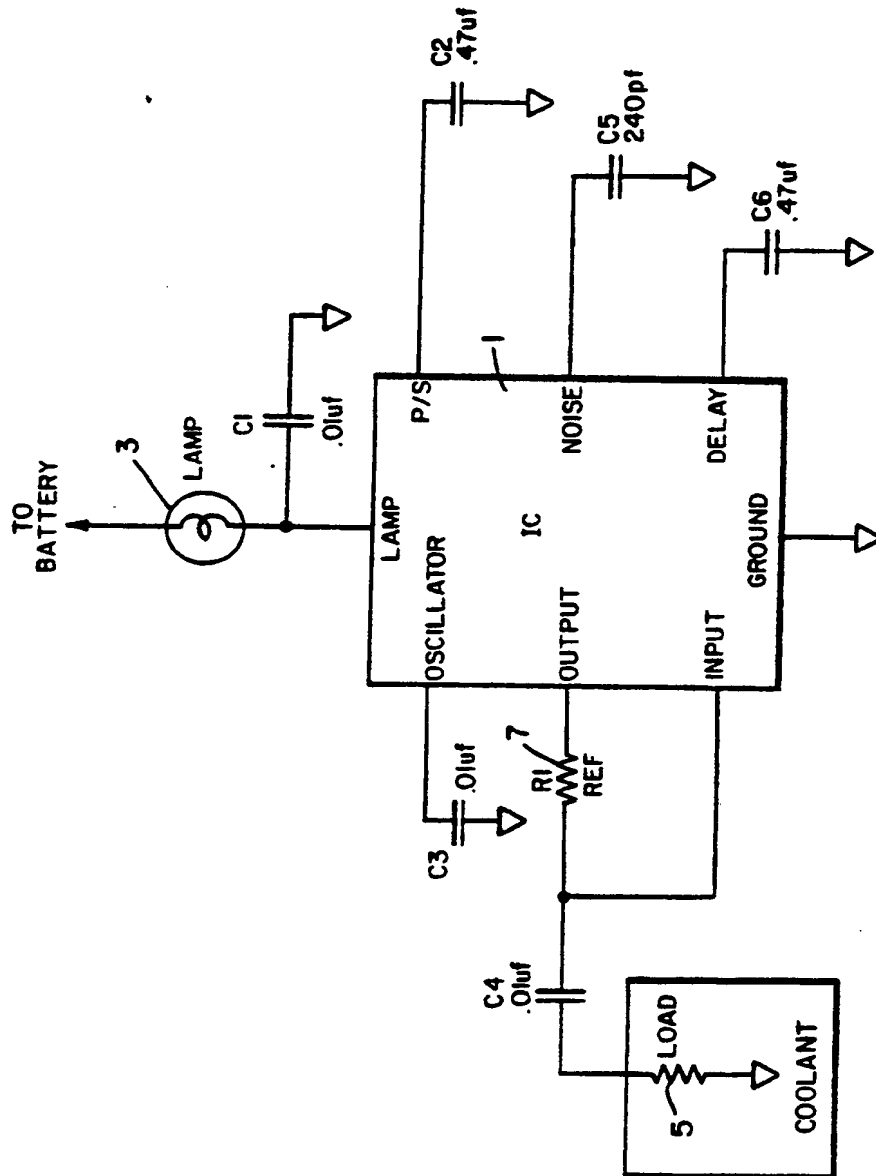 TO
BATTERY
3
LAMP
C1
.01uf
C2
.47uf
LAMP
P/S
1
OSCILLATOR
IC
C3
.01uf
NOISE
C5
240pf
OUTPUT
7
R1
REF
DELAY
C6
.47uf
INPUT
GROUND
C4
.01uf
LOAD
5
COOLANT